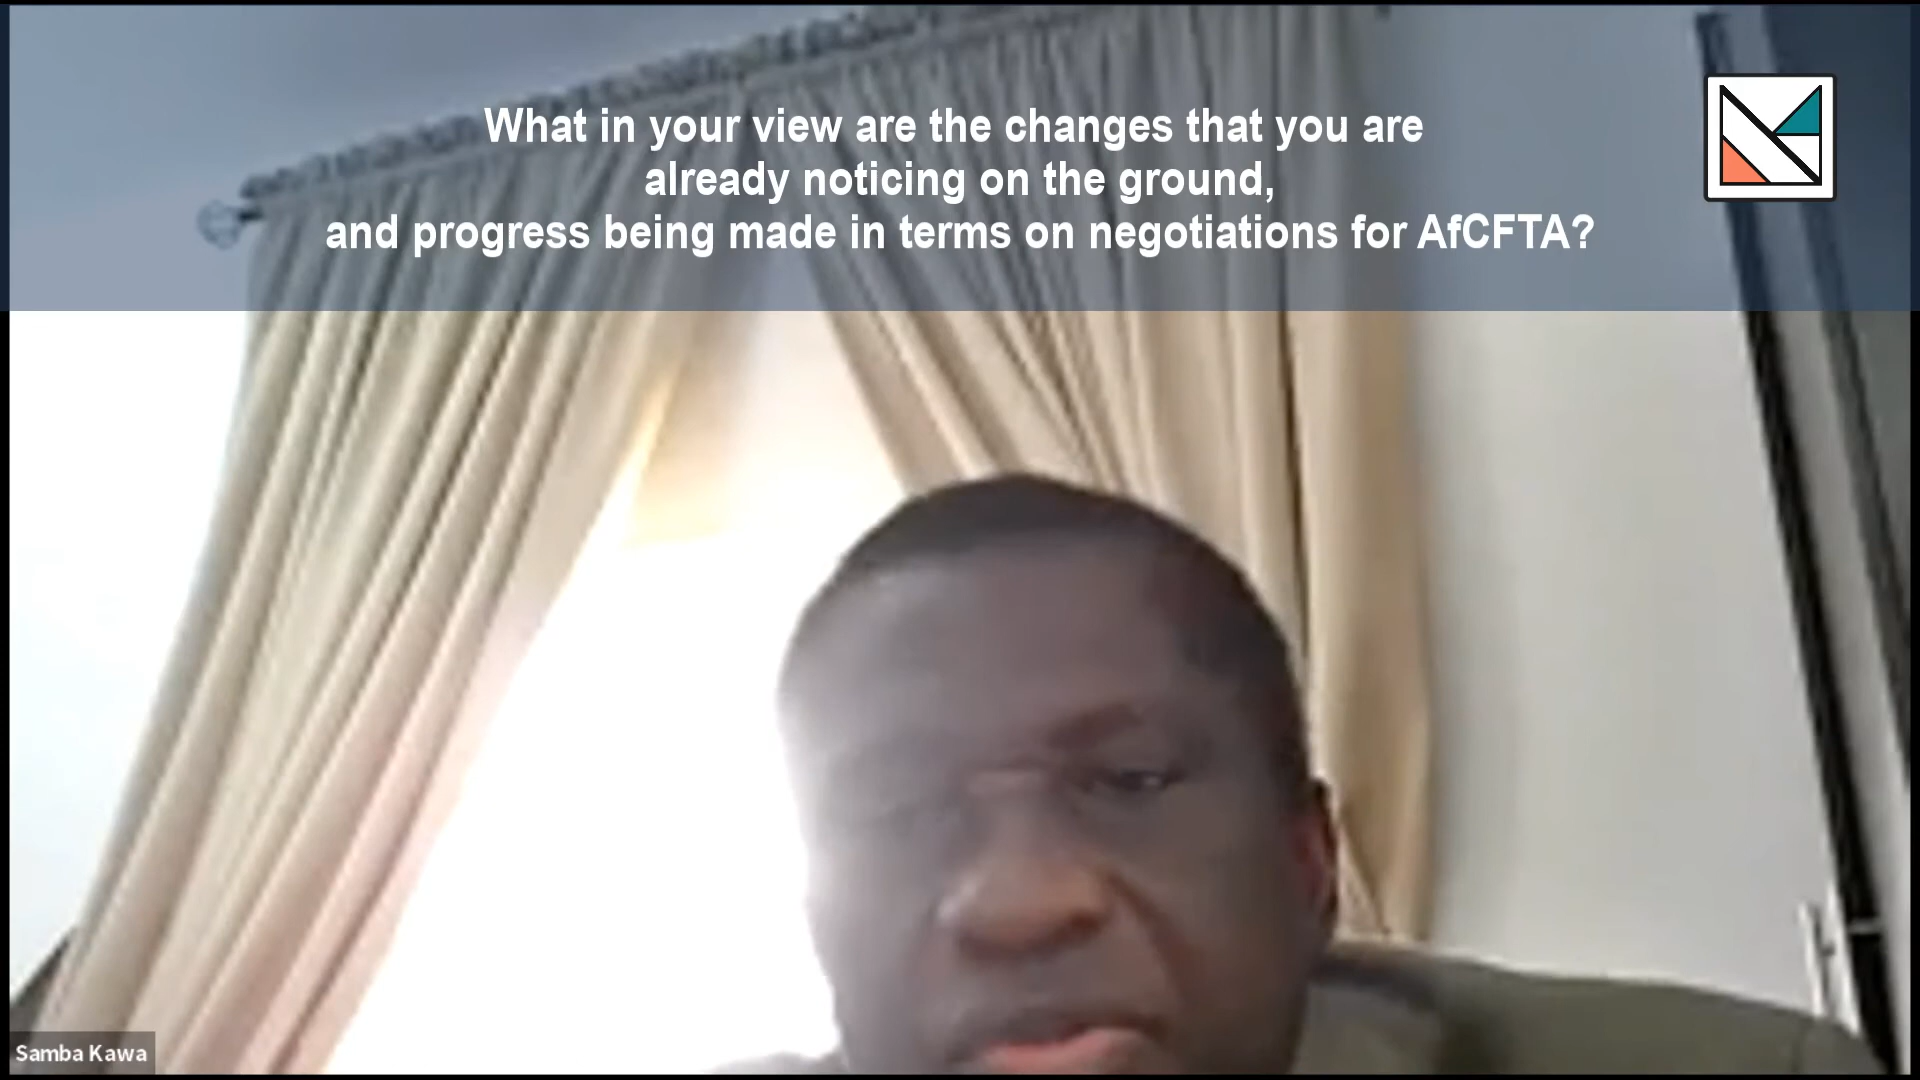 What in your view are the changes that you are
already noticing on the ground,
and progress being made in terms on negotiations for AfCFTA?
Samba Kawa